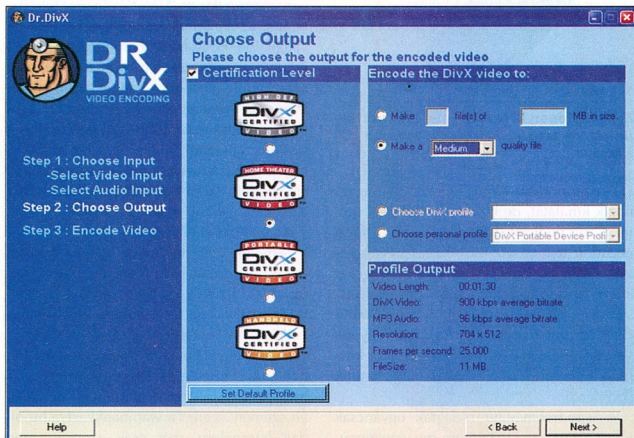 Dr.DivX
DR
DivX
VIDEO ENCODING
Step 1 : Choose Input
-Select Video Input
-Select Audio Input
Step 2 : Choose Output
Step 3 : Encode Video
Choose Output
Please choose the output for the encoded video
Certification Level
HIGH DEF
DIVX
CERTIFIED
VIDEO
HOME THEATER
DIVX
CERTIFIED
VIDEO
PORTABLE
DIVX
CERTIFIED
VIDEO
HANDHELD
DIVX
CERTIFIED
VIDEO
Set Default Profile
Encode the DivX video to:
Make file(s) of MB in size.
Make a Medium quality file
Choose DivX profile
Choose personal profile DivX Portable Device Profi
Profile Output
Video Length: 00:01:30
DivX Video: 900 kbps average bitrate
MP3 Audio: 96 kbps average bitrate
Resolution: 704 x 512
Frames per second: 25.000
FileSize: 11 MB
Help
< Back
Next >